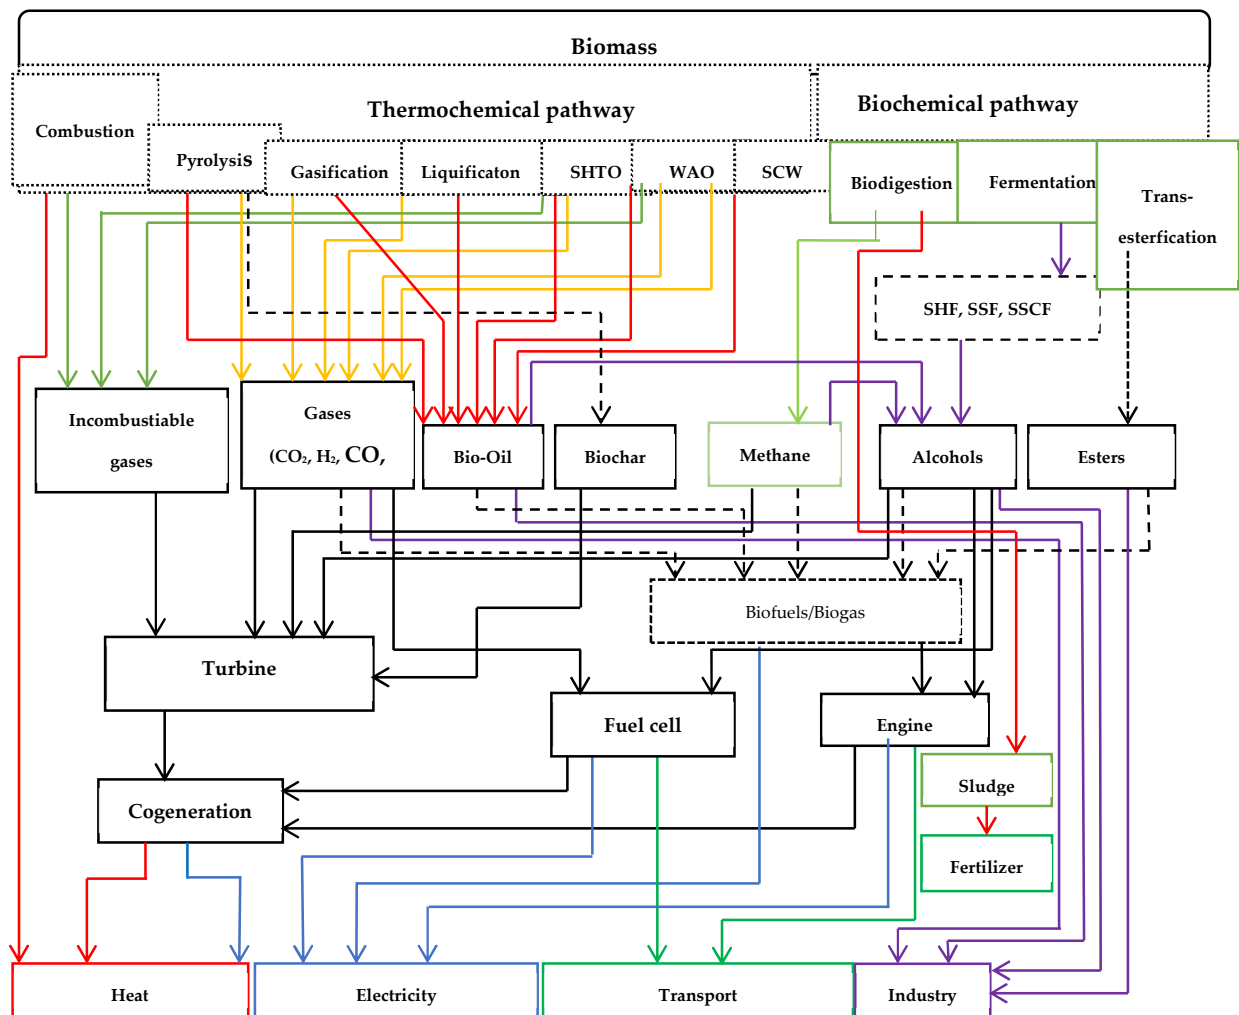 Biomass
Thermochemical pathway
Biochemical pathway
Combustion
Pyrolysis
Gasification
Liquificaton
SHTO
WAO
SCW
Biodigestion
Fermentation
Trans-
esterfication
SHF, SSF, SSCF
Incombustiable
gases
Gases
(CO₂, H₂, CO,
Bio-Oil
Biochar
Methane
Alcohols
Esters
Biofuels/Biogas
Turbine
Fuel cell
Engine
Sludge
Cogeneration
Fertilizer
Heat
Electricity
Transport
Industry